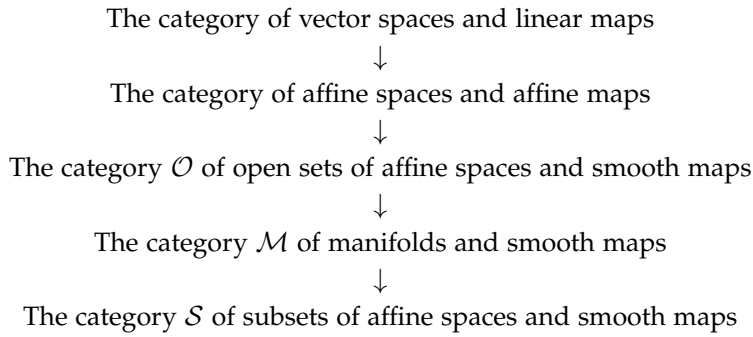 The category of vector spaces and linear maps
↓
The category of affine spaces and affine maps
↓
The category 𝒪 of open sets of affine spaces and smooth maps
↓
The category ℳ of manifolds and smooth maps
↓
The category 𝒮 of subsets of affine spaces and smooth maps